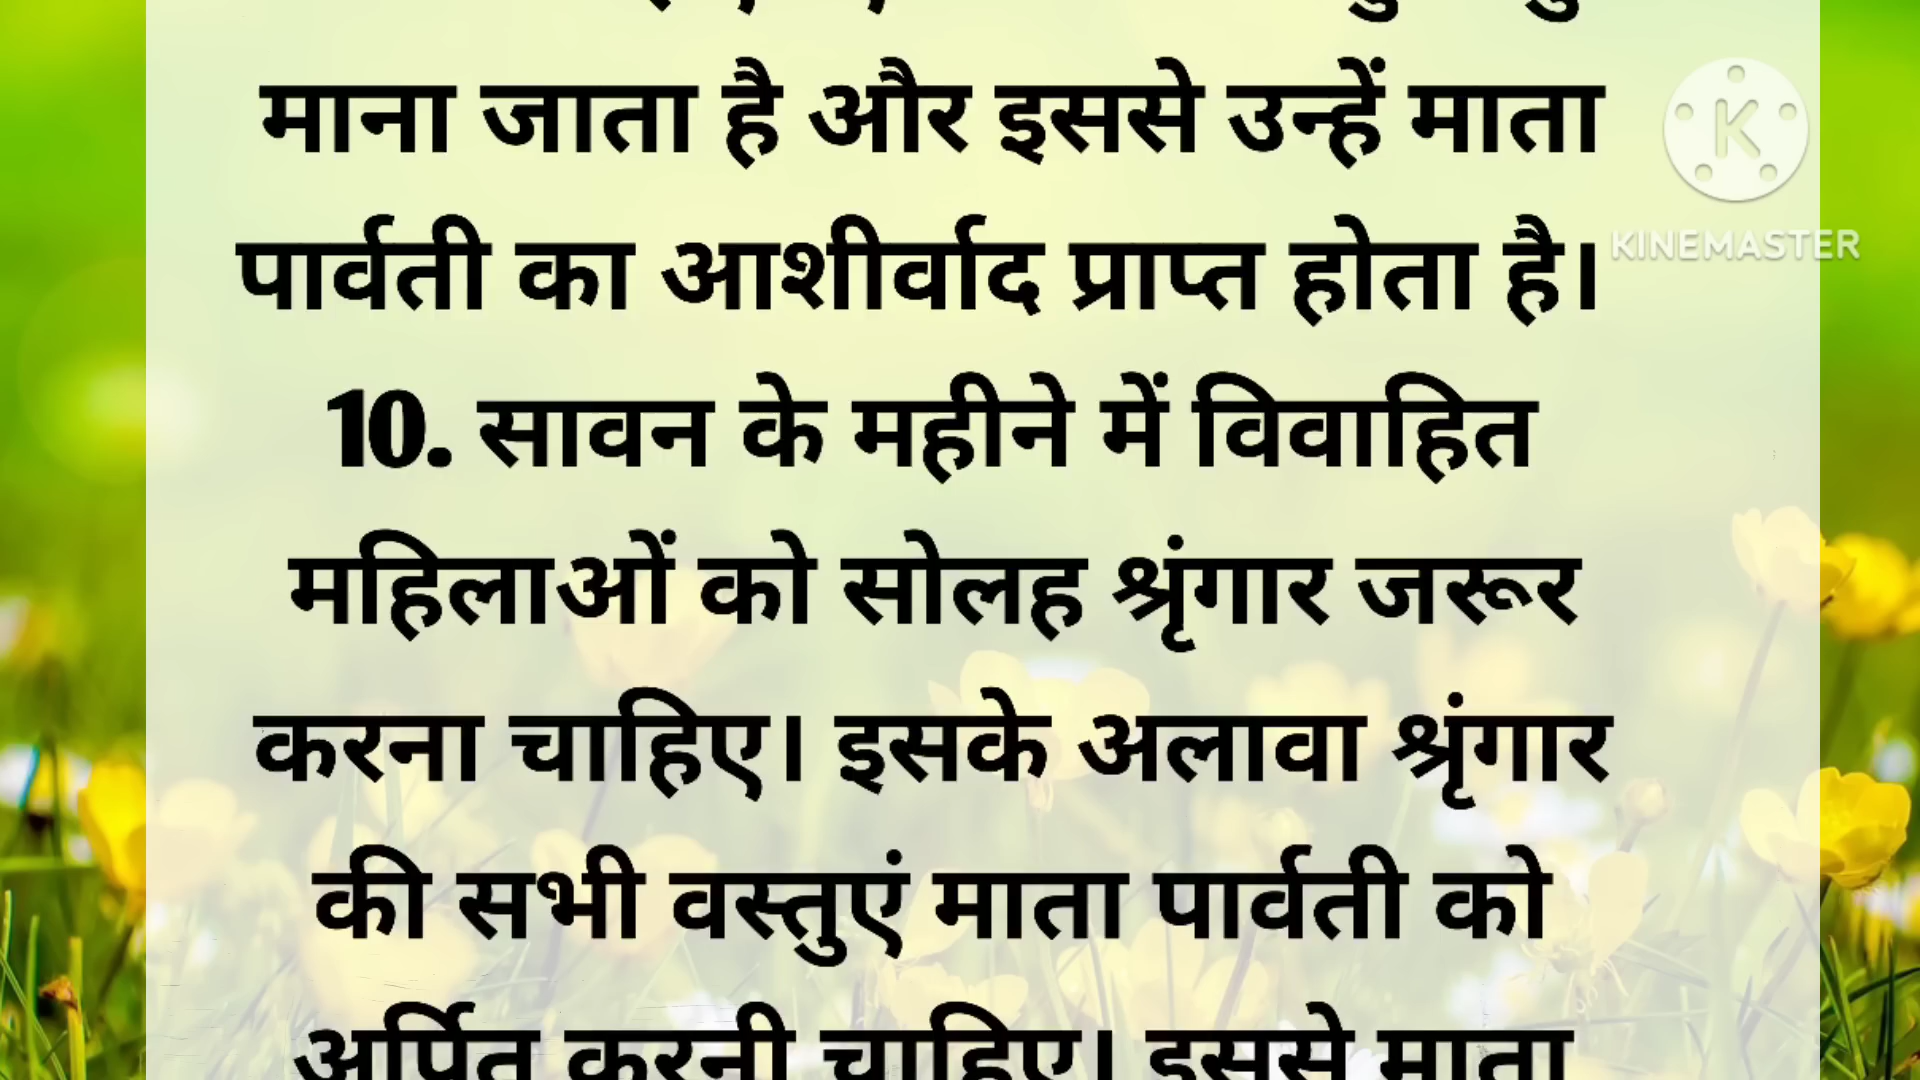 माना जाता है और इससे उन्हें माता
पार्वती का आशीर्वाद प्राप्त होता है।
10. सावन के महीने में विवाहित
महिलाओं को सोलह श्रृंगार जरूर
करना चाहिए। इसके अलावा श्रृंगार
की सभी वस्तुएं माता पार्वती को
अर्पित करनी चाहिए। इससे माता
K
KINEMASTER